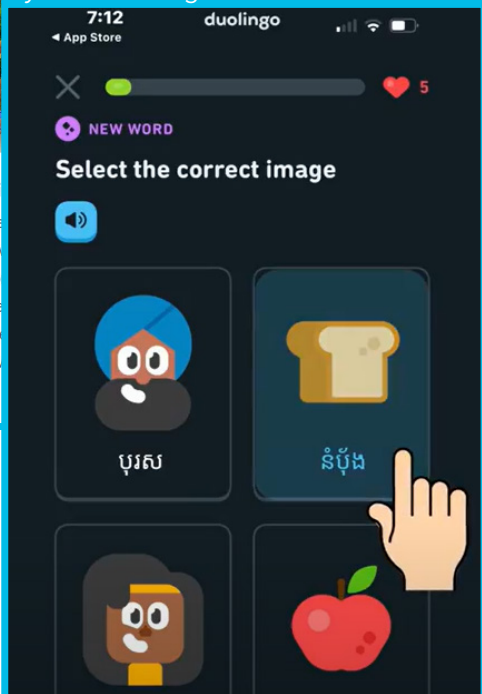 7:12
duolingo
◀ App Store
5
NEW WORD
Select the correct image
បុរស
នំប៉័ង